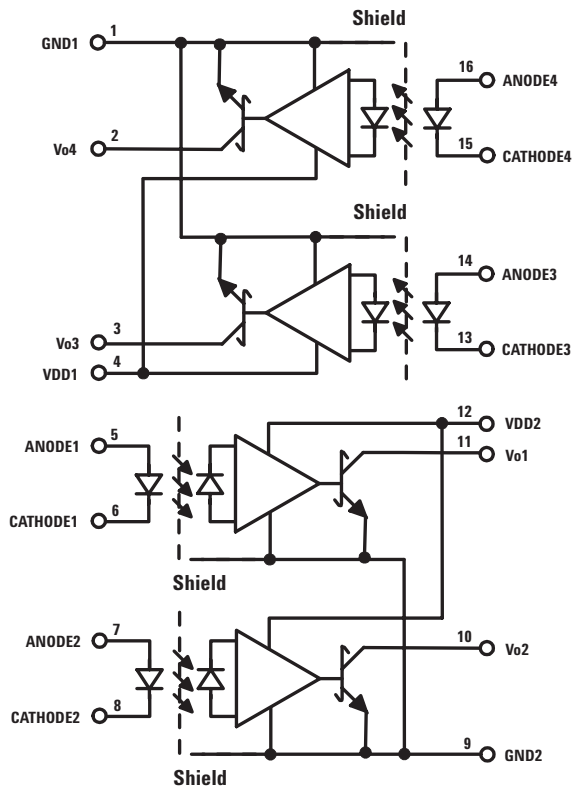 Shield
GND1 1
16 ANODE4
Vo4 2
15 CATHODE4
Shield
14 ANODE3
Vo3 3
13 CATHODE3
VDD1 4
12 VDD2
ANODE1 5
11 Vo1
CATHODE1 6
Shield
ANODE2 7
10 Vo2
CATHODE2 8
9 GND2
Shield